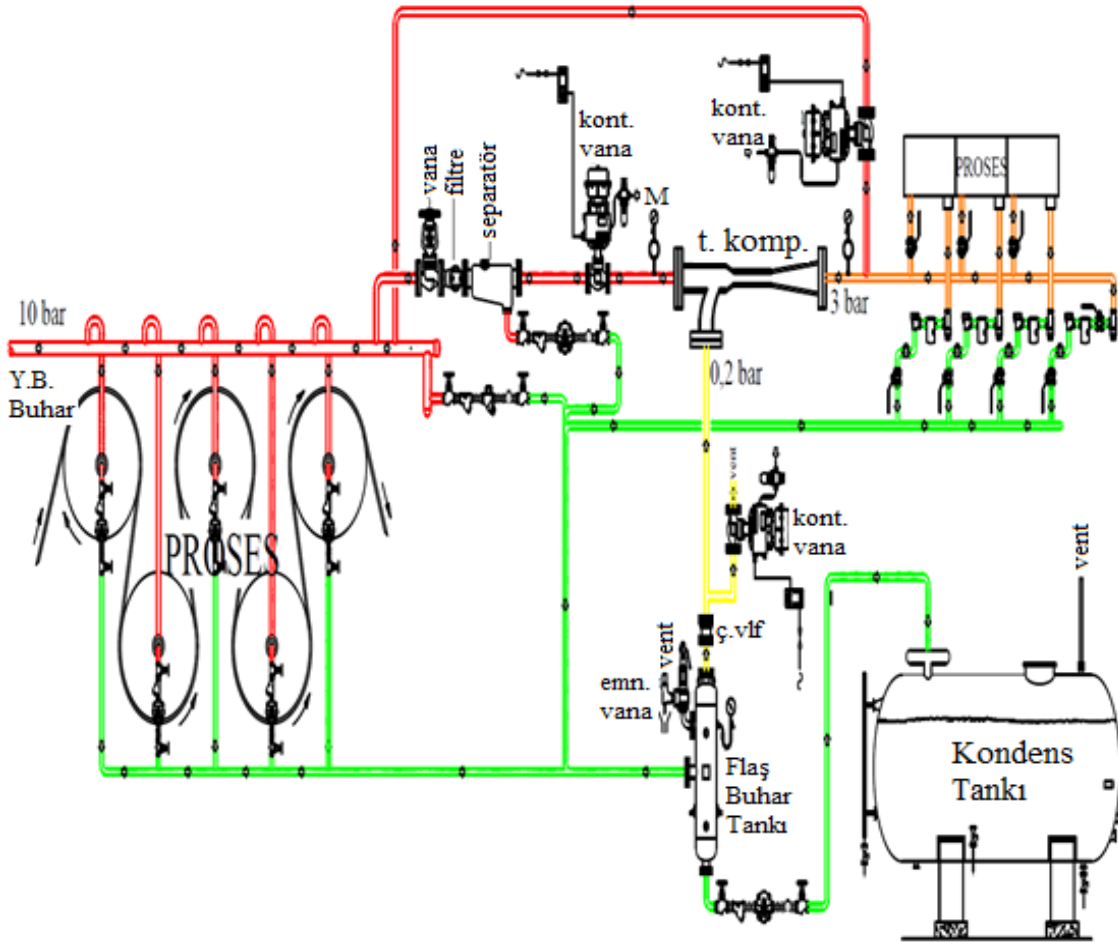 kont.
vana
kont.
vana
vana
filtre
separatör
M
PROSES
t. komp.
10 bar
3 bar
Y.B.
Buhar
0,2 bar
vent
kont.
vana
PROSES
vent
ç.vlf
vent
emn.
vana
Flaş
Buhar
Tankı
Kondens
Tankı